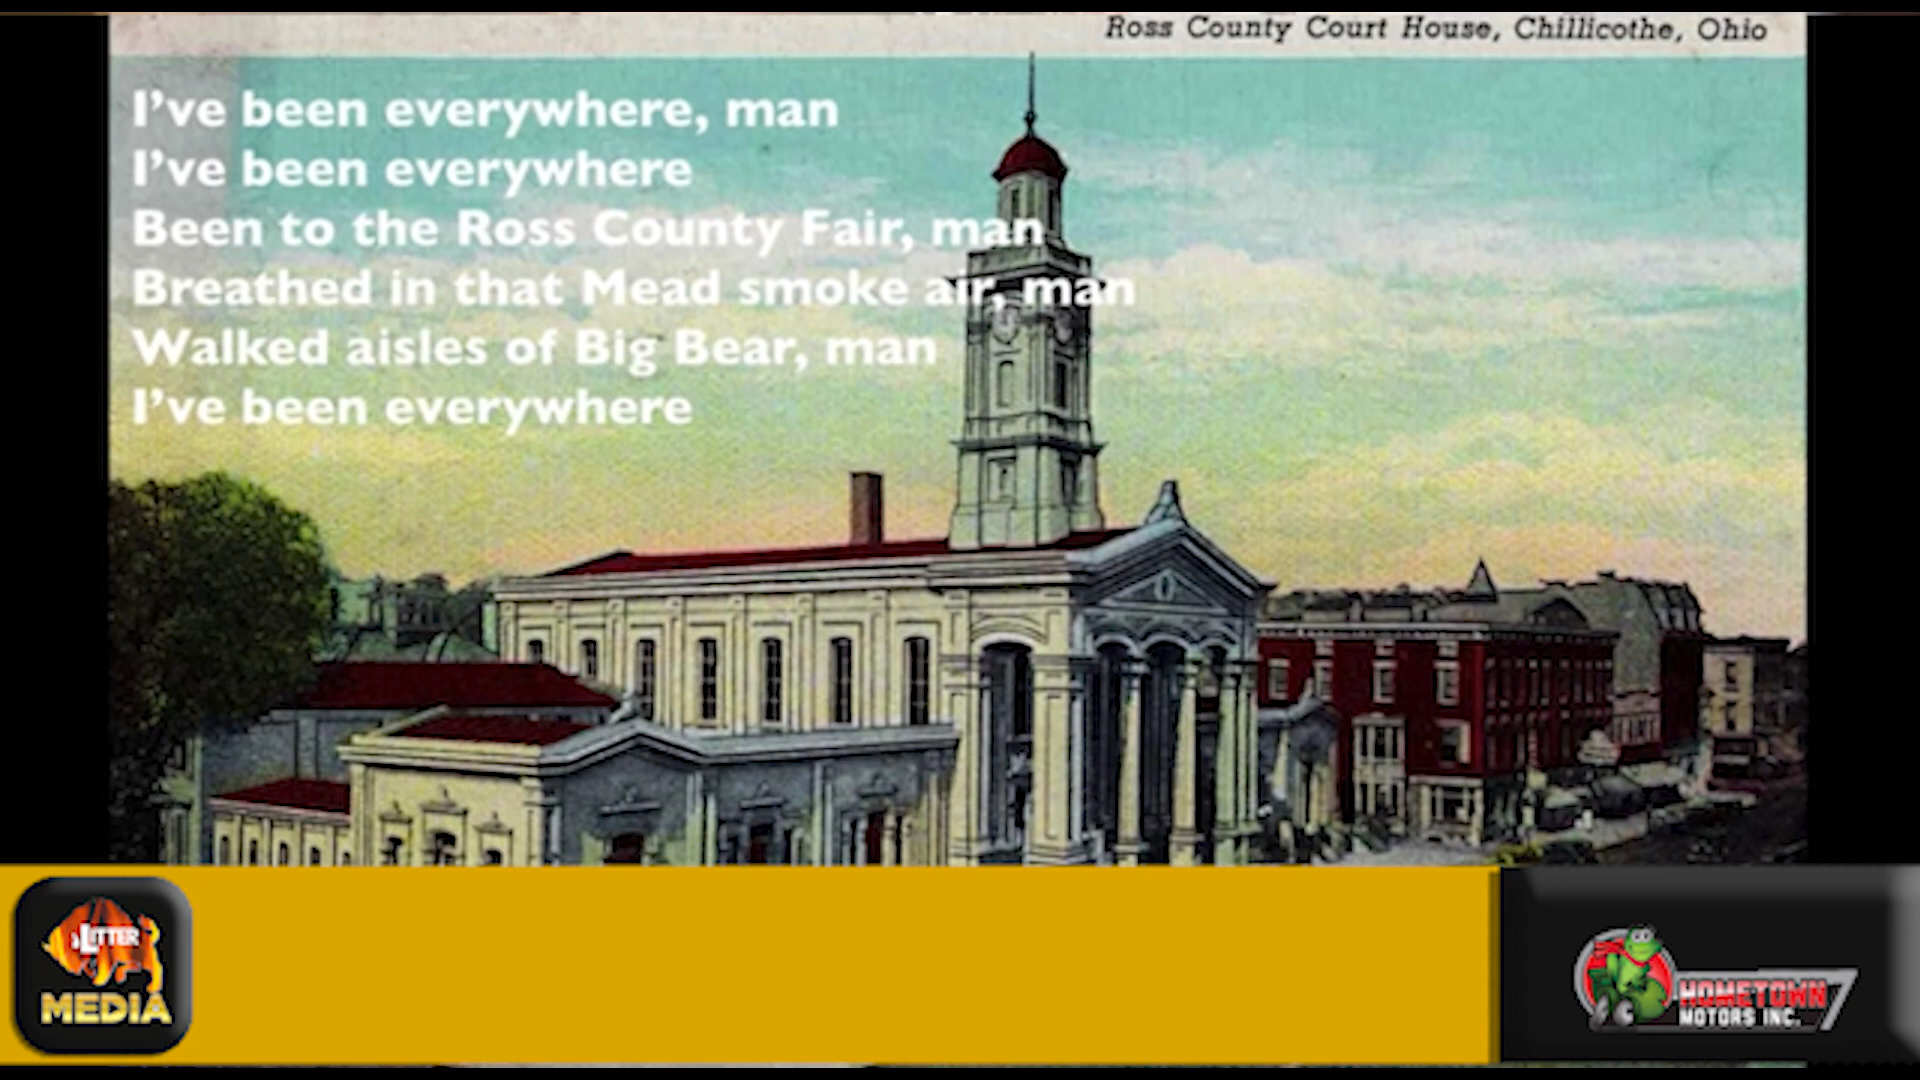 Ross County Court House, Chillicothe, Ohio
I’ve been everywhere, man
I’ve been everywhere
Been to the Ross County Fair, man
Breathed in that Mead smoke air, man
Walked aisles of Big Bear, man
I’ve been everywhere
LITTER
MEDIA
HOMETOWN
MOTORS INC.